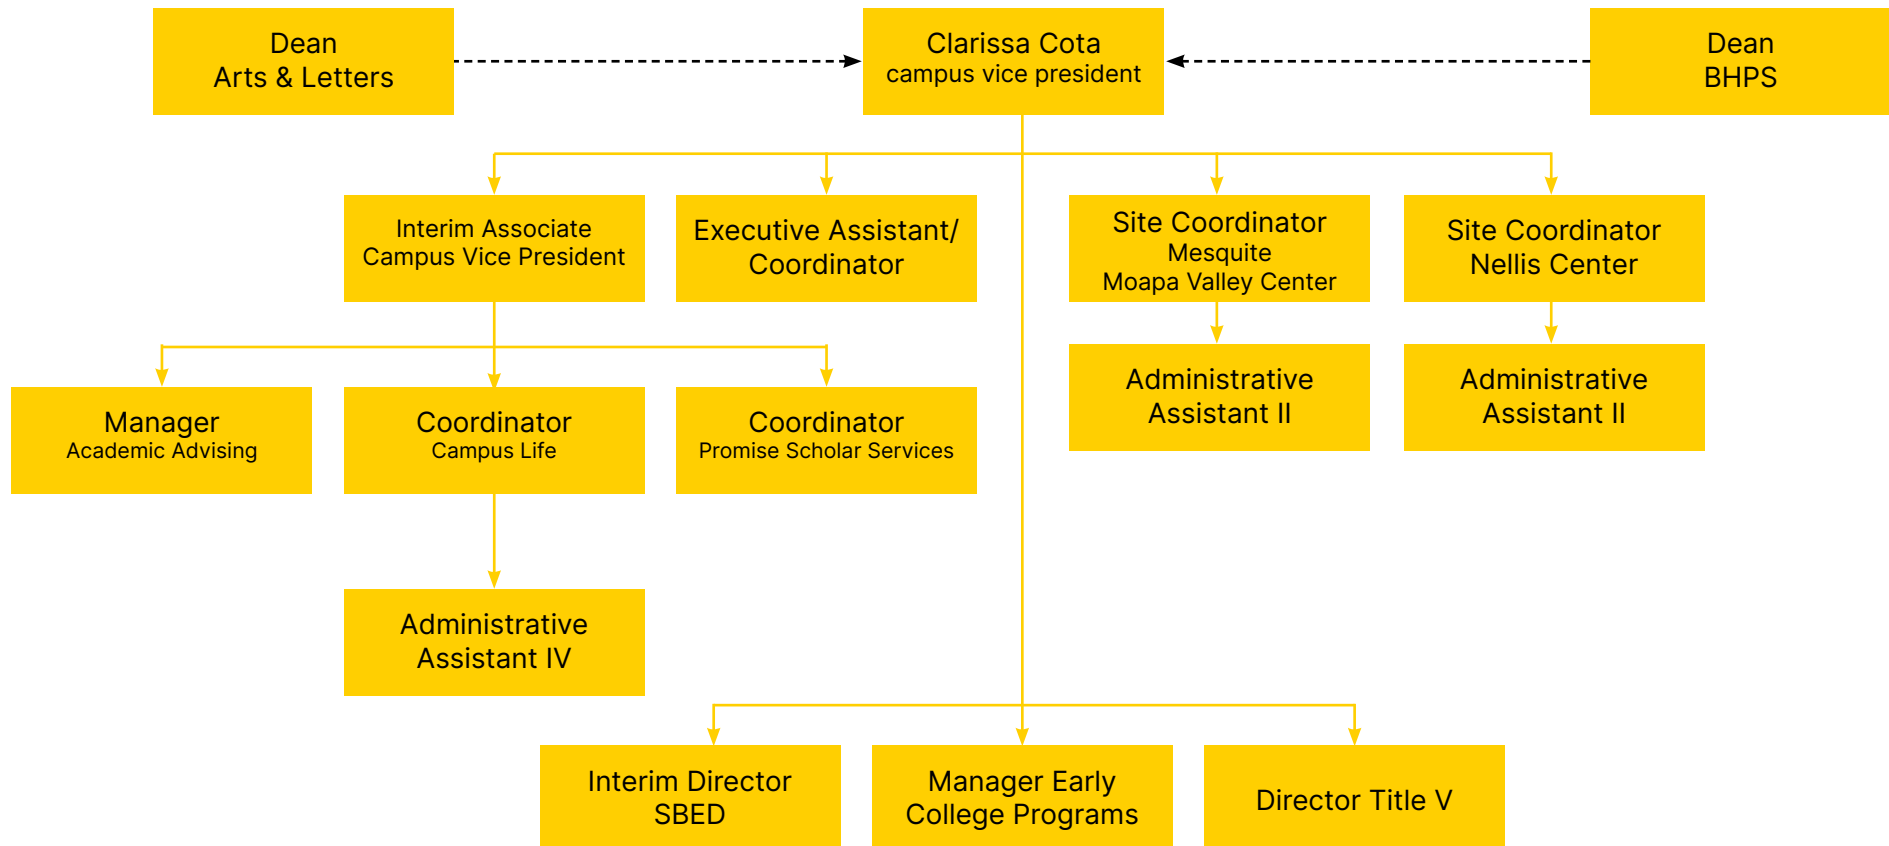 Dean
Arts & Letters
Clarissa Cota
campus vice president
Dean
BHPS
Interim Associate
Campus Vice President
Executive Assistant/
Coordinator
Site Coordinator
Mesquite
Moapa Valley Center
Site Coordinator
Nellis Center
Administrative
Assistant II
Administrative
Assistant II
Manager
Academic Advising
Coordinator
Campus Life
Coordinator
Promise Scholar Services
Administrative
Assistant IV
Interim Director
SBED
Manager Early
College Programs
Director Title V